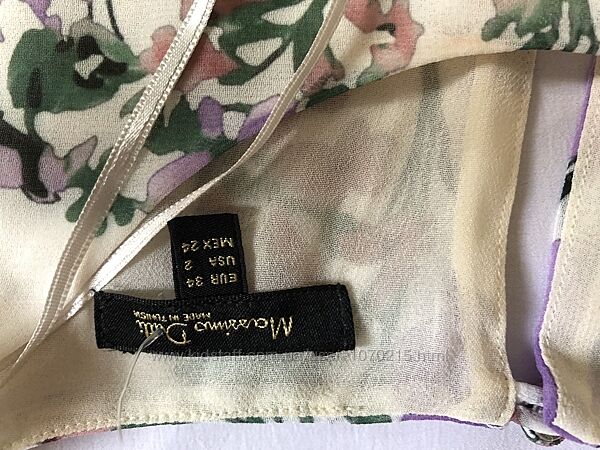 Massimo Dutti
MADE IN TUNISIA
EUR 34
USA 2
MEX 24